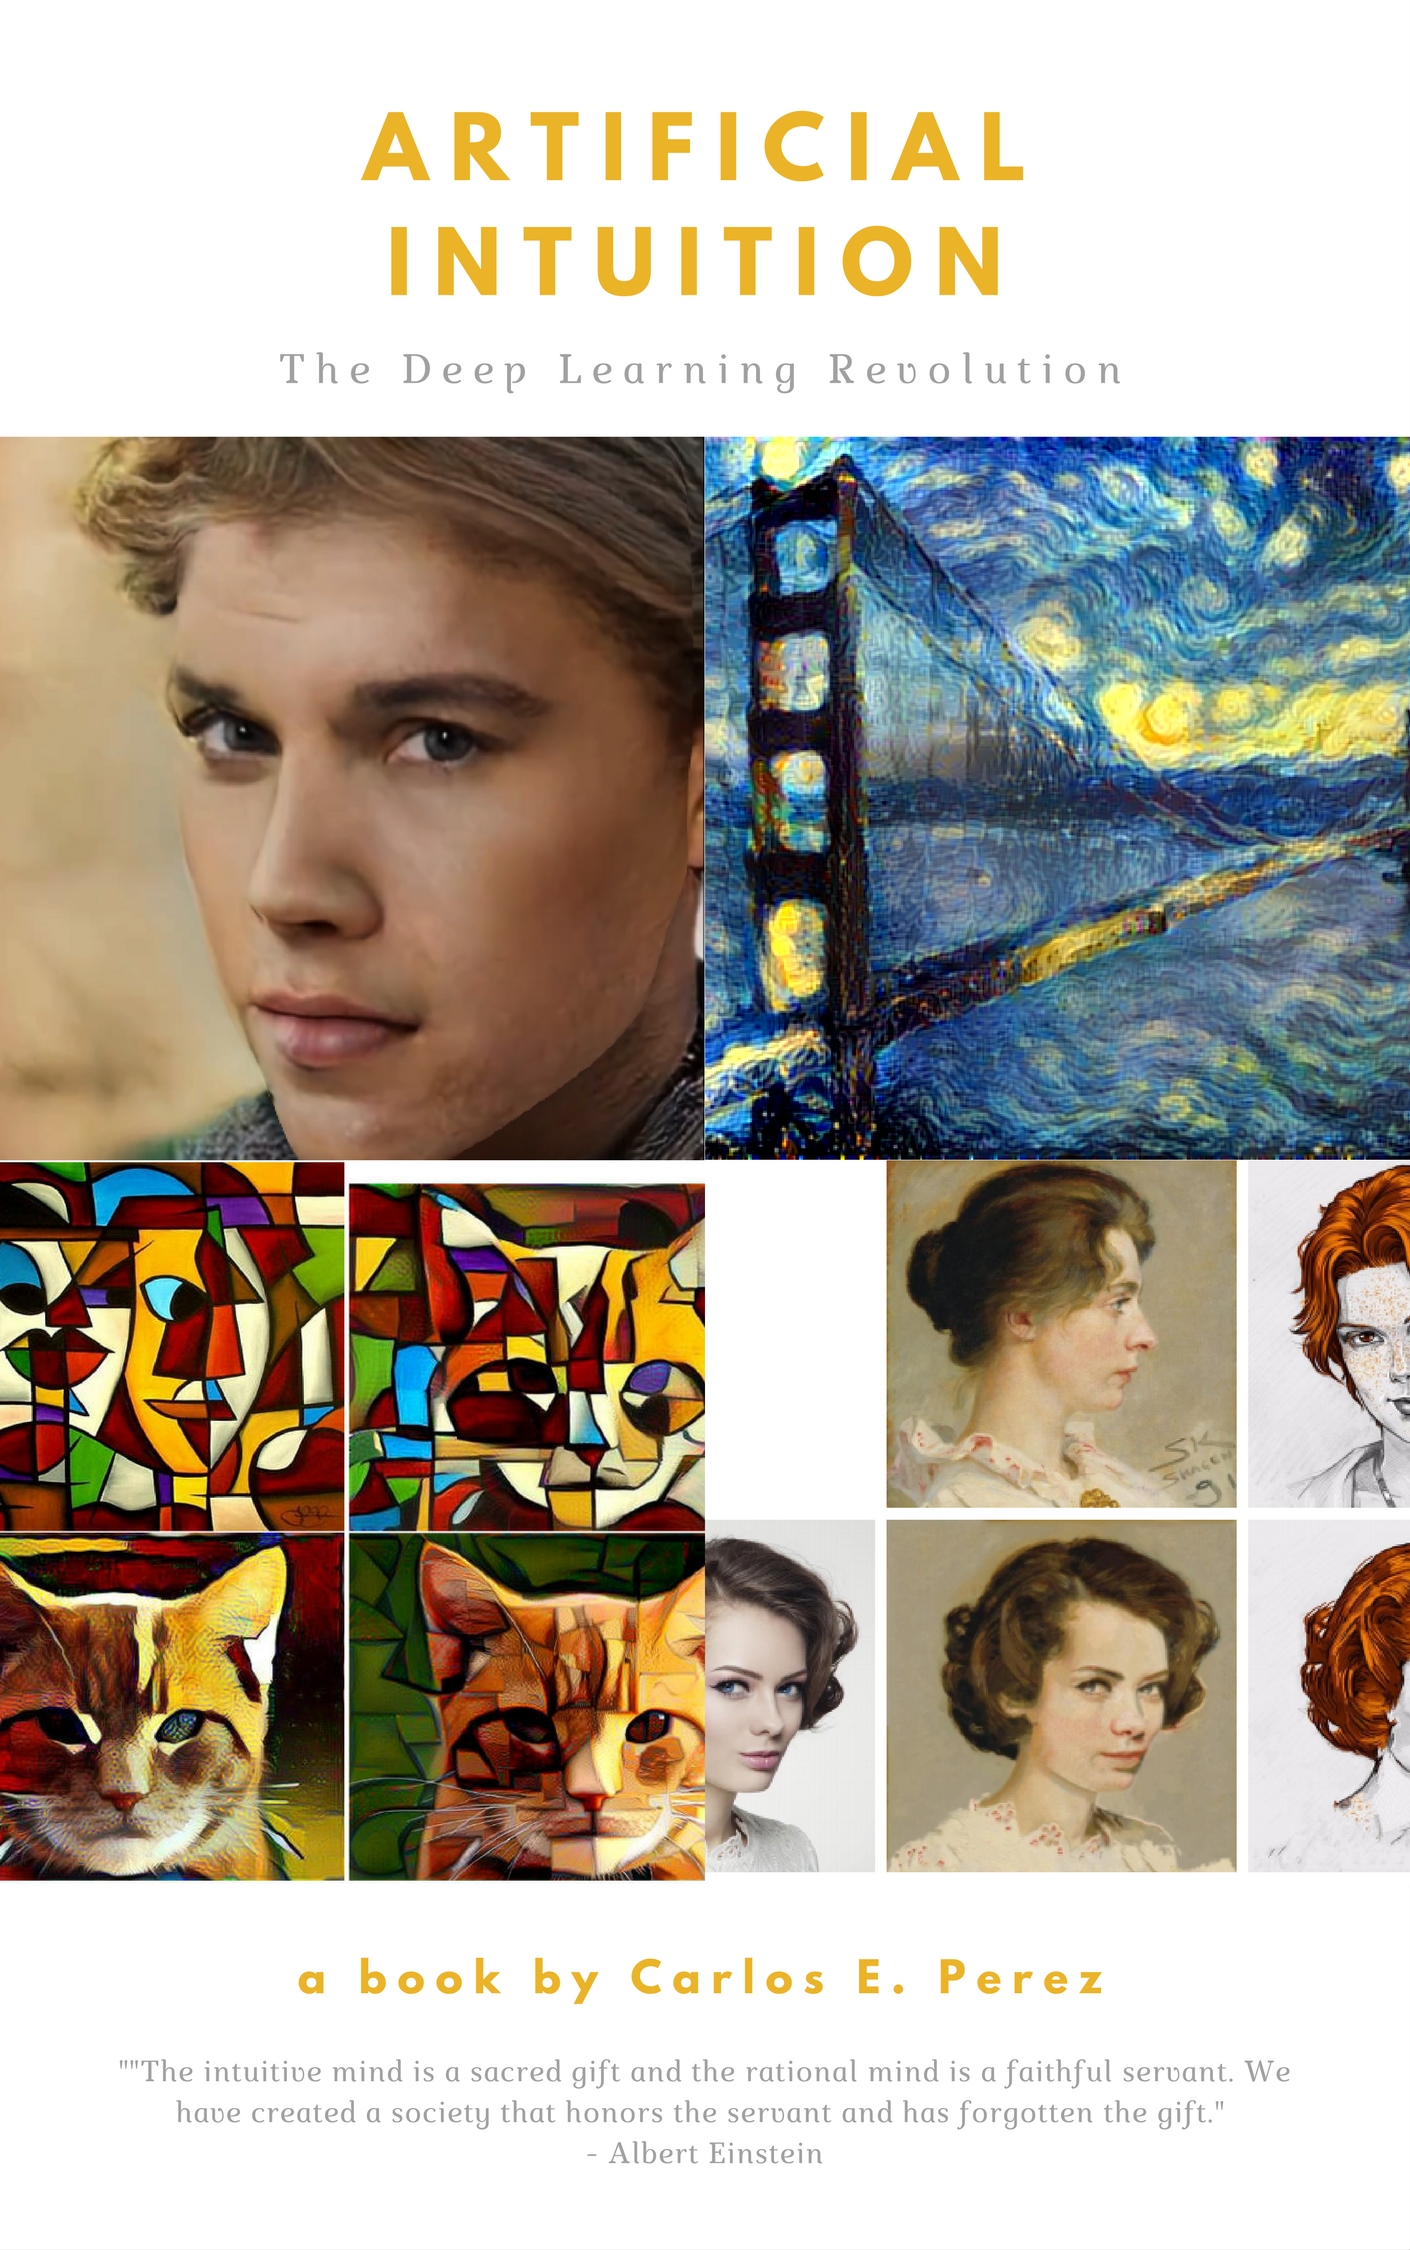 ARTIFICIAL
INTUITION
The Deep Learning Revolution
SK
SKAGEN
91
a book by Carlos E. Perez
""The intuitive mind is a sacred gift and the rational mind is a faithful servant. We
have created a society that honors the servant and has forgotten the gift."
- Albert Einstein